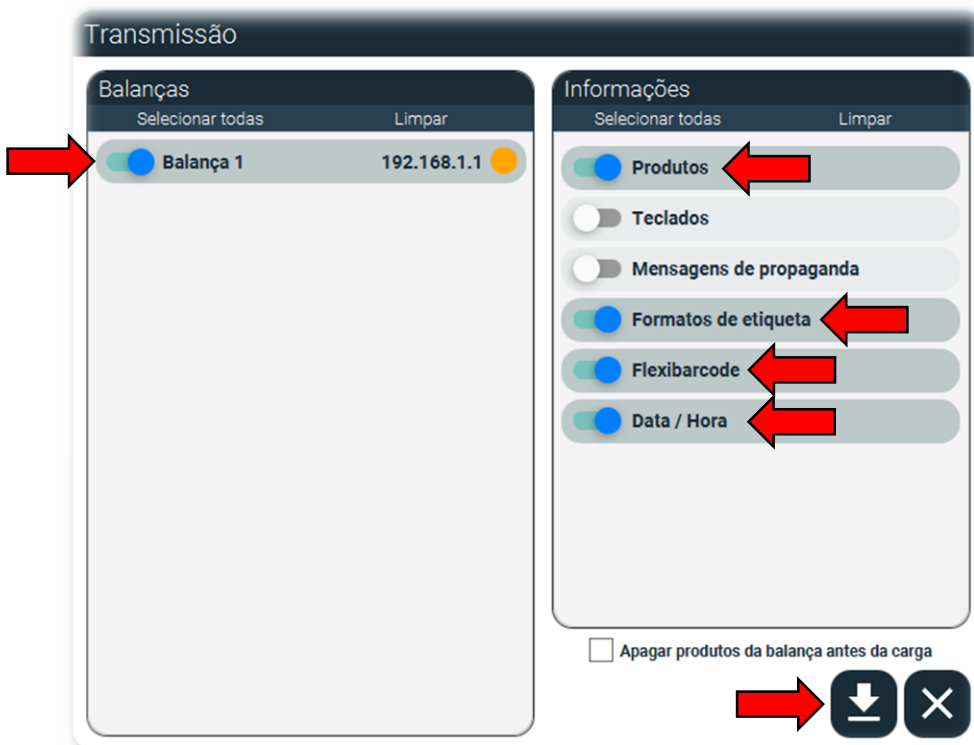 Transmissão
Balanças
Selecionar todas Limpar
Balança 1 192.168.1.1
Informações
Selecionar todas Limpar
Produtos
Teclados
Mensagens de propaganda
Formatos de etiqueta
Flexibarcode
Data / Hora
Apagar produtos da balança antes da carga